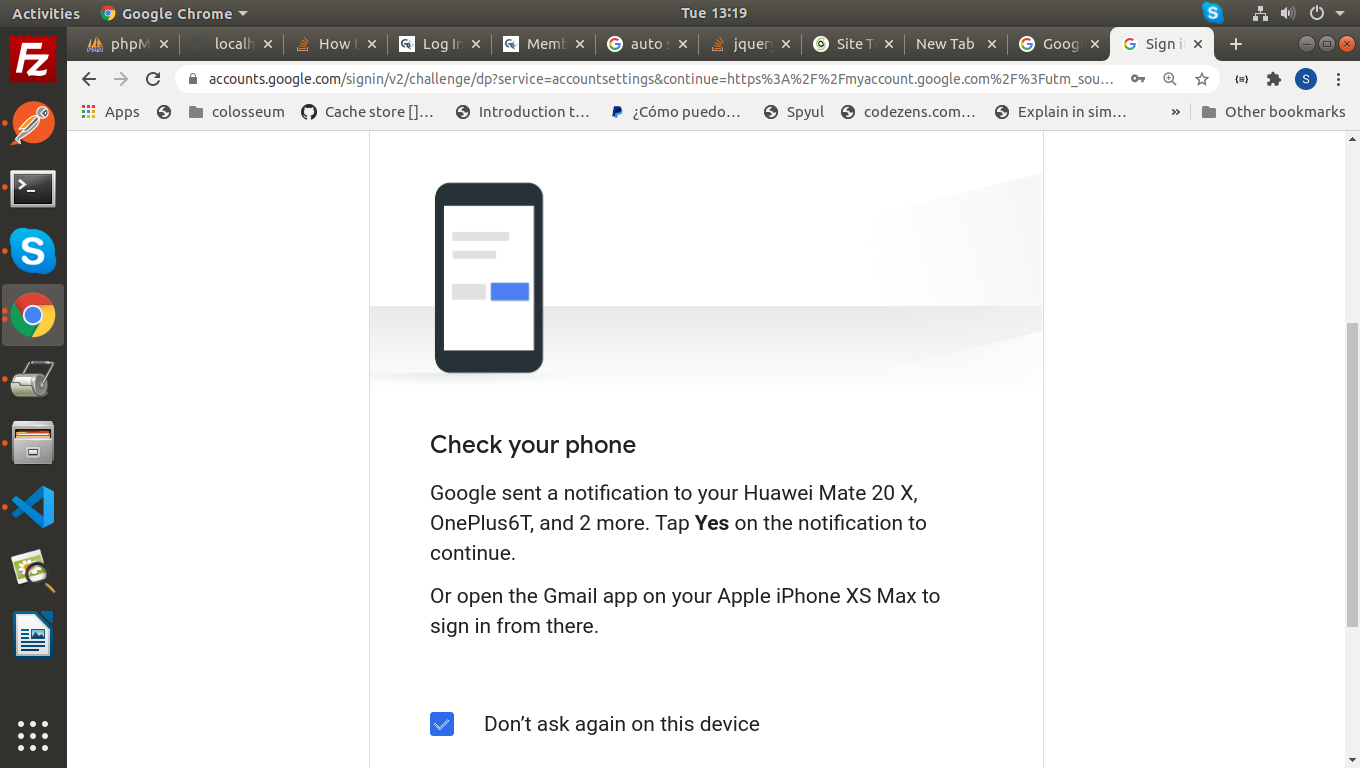 Activities
Google Chrome
Tue 13:19
phpM
localh
How t
Log In
Memb
auto s
jquery
Site T
New Tab
Googl
Sign i
accounts.google.com/signin/v2/challenge/dp?service=accountsettings&continue=https%3A%2F%2Fmyaccount.google.com%2F%3Futm_sou...
S
Apps
colosseum
Cache store []...
Introduction t...
¿Cómo puedo...
Spyul
codezens.com...
Explain in sim...
»
Other bookmarks
Check your phone
Google sent a notification to your Huawei Mate 20 X,
OnePlus6T, and 2 more. Tap Yes on the notification to
continue.
Or open the Gmail app on your Apple iPhone XS Max to
sign in from there.
Don't ask again on this device